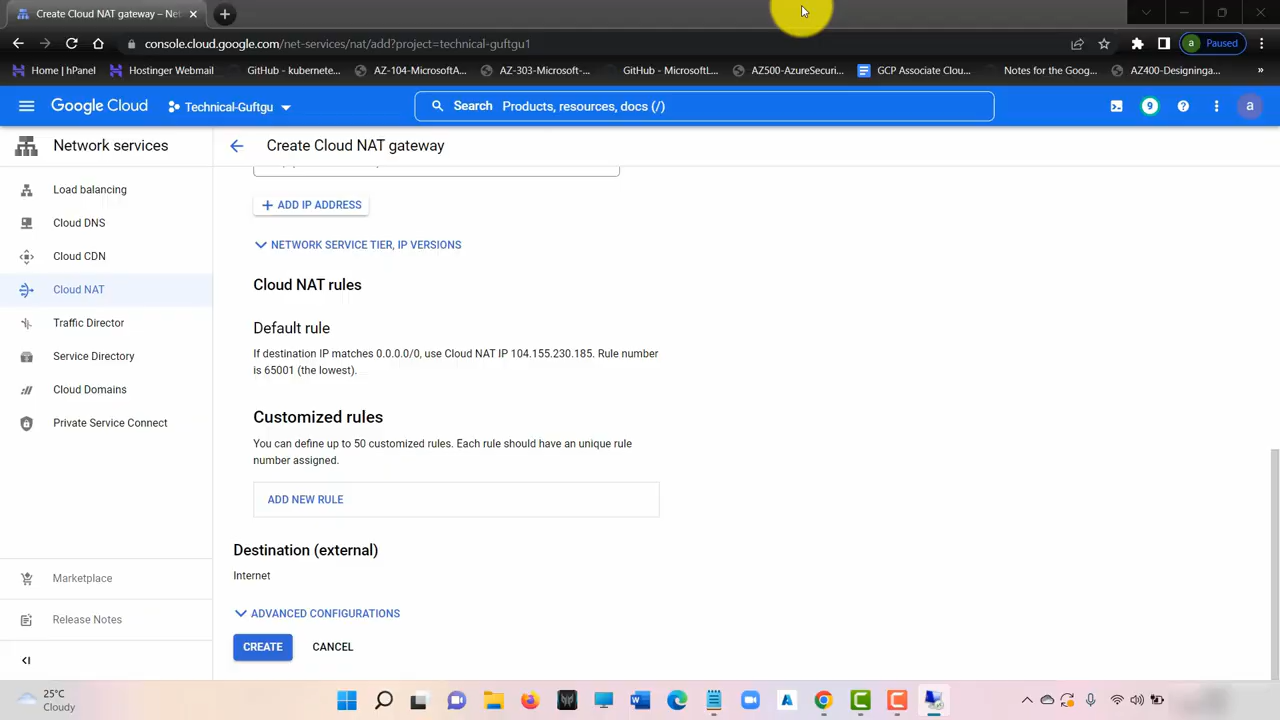 Create Cloud NAT gateway – Net
console.cloud.google.com/net-services/nat/add?project=technical-guftgu1
a Paused
Home | hPanel
Hostinger Webmail
GitHub - kubernete...
AZ-104-MicrosoftA...
AZ-303-Microsoft-...
GitHub - MicrosoftL...
AZ500-AzureSecuri...
GCP Associate Clou...
Notes for the Goog...
AZ400-Designinga...
»
Google Cloud
Technical-Guftgu
Search Products, resources, docs (/)
9
a
Network services
Create Cloud NAT gateway
Load balancing
Cloud DNS
Cloud CDN
Cloud NAT
Traffic Director
Service Directory
Cloud Domains
Private Service Connect
Marketplace
Release Notes
+ ADD IP ADDRESS
NETWORK SERVICE TIER, IP VERSIONS
Cloud NAT rules
Default rule
If destination IP matches 0.0.0.0/0, use Cloud NAT IP 104.155.230.185. Rule number
is 65001 (the lowest).
Customized rules
You can define up to 50 customized rules. Each rule should have an unique rule
number assigned.
ADD NEW RULE
Destination (external)
Internet
ADVANCED CONFIGURATIONS
CREATE
CANCEL
25°C
Cloudy